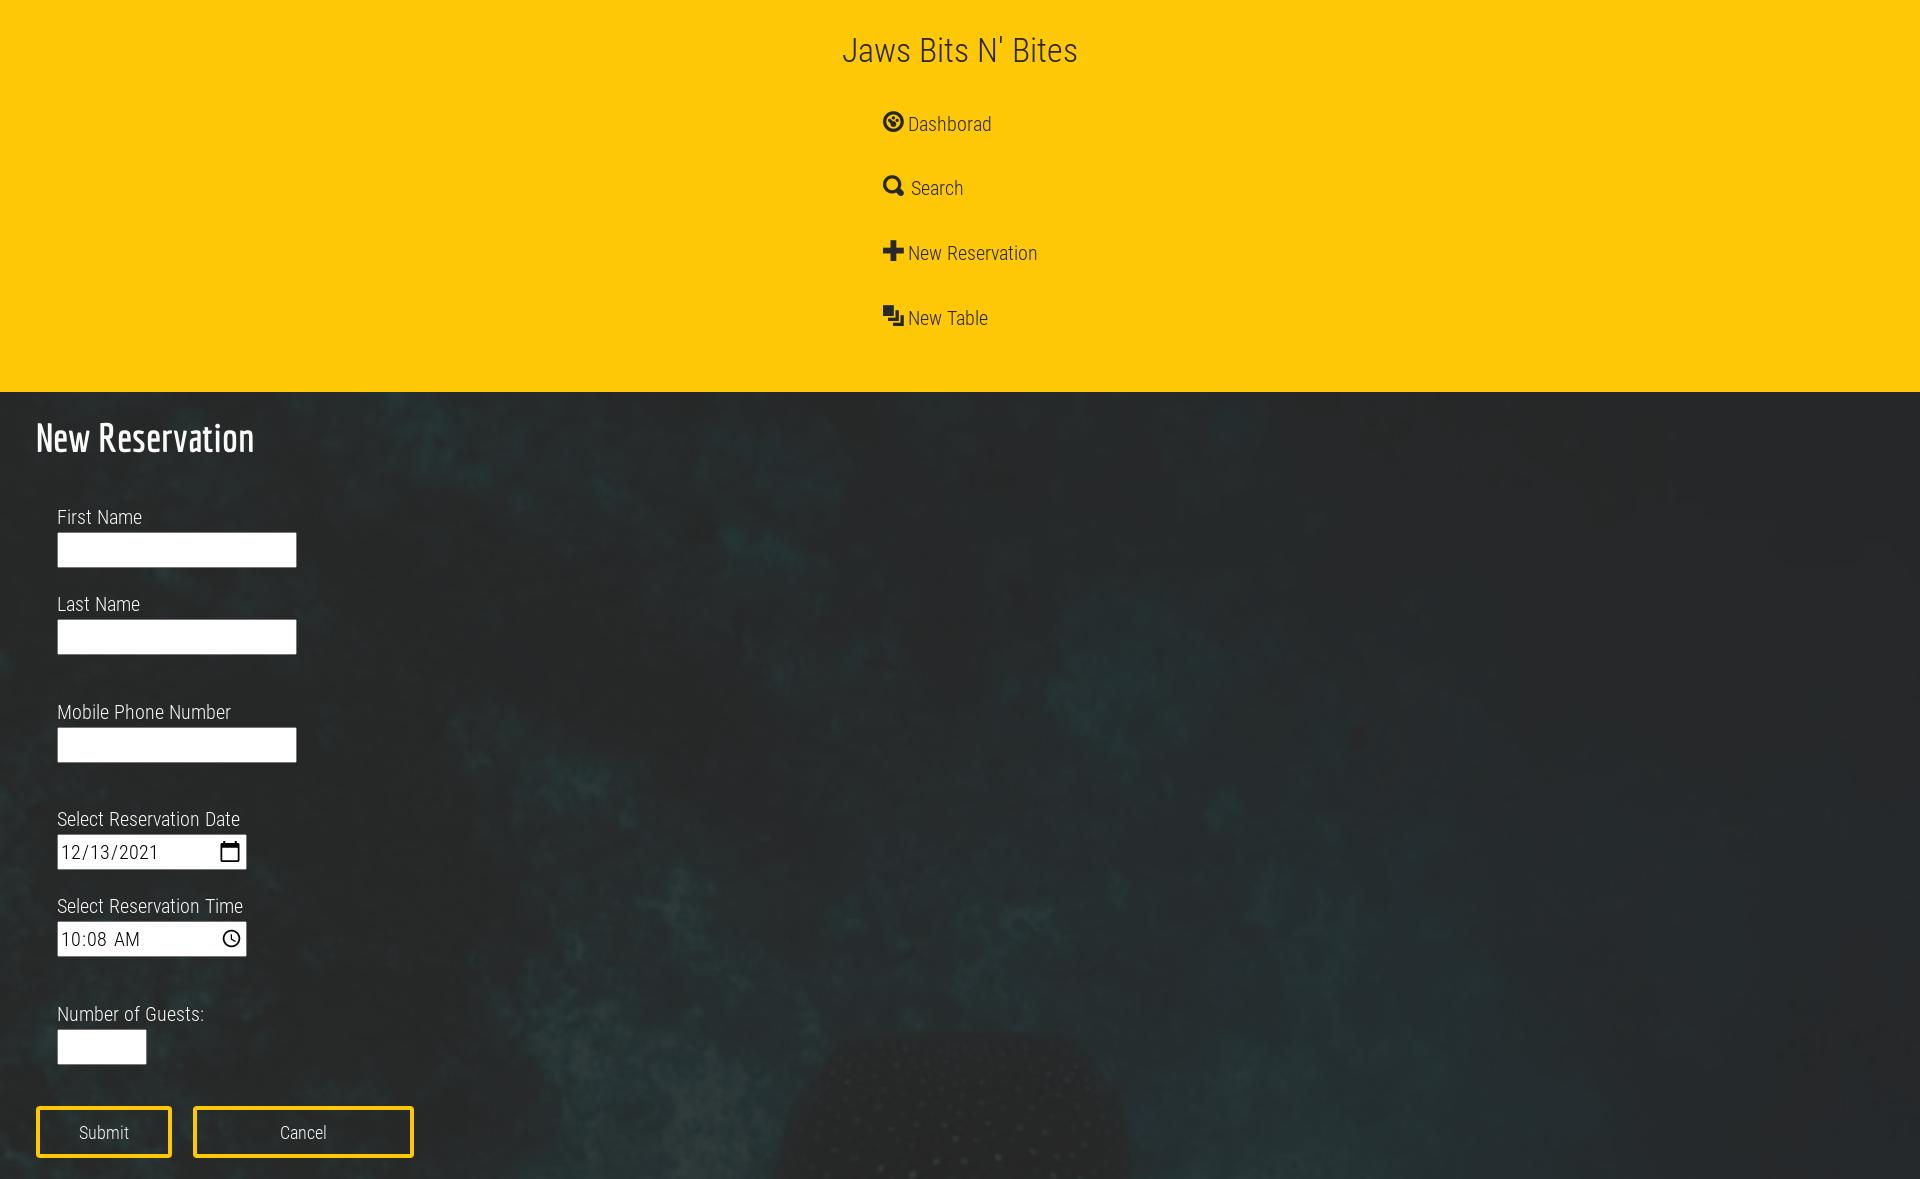 Jaws Bits N' Bites
Dashborad
Search
New Reservation
New Table
New Reservation
First Name
Last Name
Mobile Phone Number
Select Reservation Date
12/13/2021
Select Reservation Time
10:08 AM
Number of Guests:
Submit
Cancel